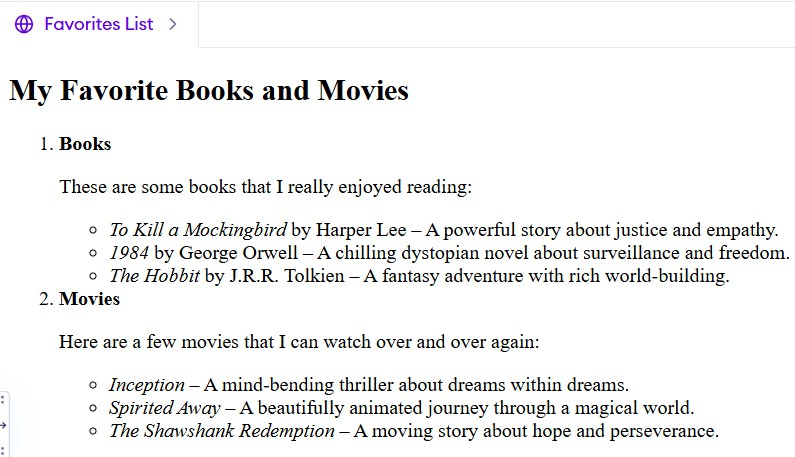 Favorites List
My Favorite Books and Movies
1. Books
These are some books that I really enjoyed reading:
To Kill a Mockingbird by Harper Lee – A powerful story about justice and empathy.
1984 by George Orwell – A chilling dystopian novel about surveillance and freedom.
The Hobbit by J.R.R. Tolkien – A fantasy adventure with rich world-building.
2. Movies
Here are a few movies that I can watch over and over again:
Inception – A mind-bending thriller about dreams within dreams.
Spirited Away – A beautifully animated journey through a magical world.
The Shawshank Redemption – A moving story about hope and perseverance.